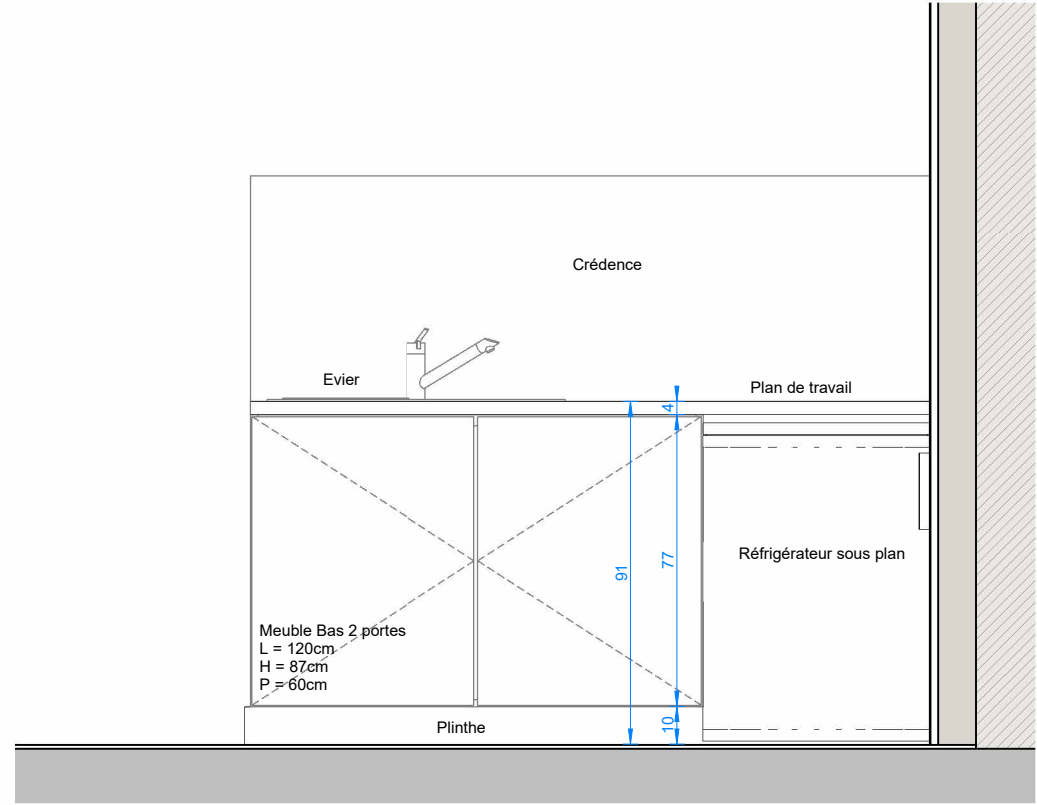 Crédence
Evier
Plan de travail
4
91
77
Réfrigérateur sous plan
Meuble Bas 2 portes
L = 120cm
H = 87cm
P = 60cm
Plinthe
10